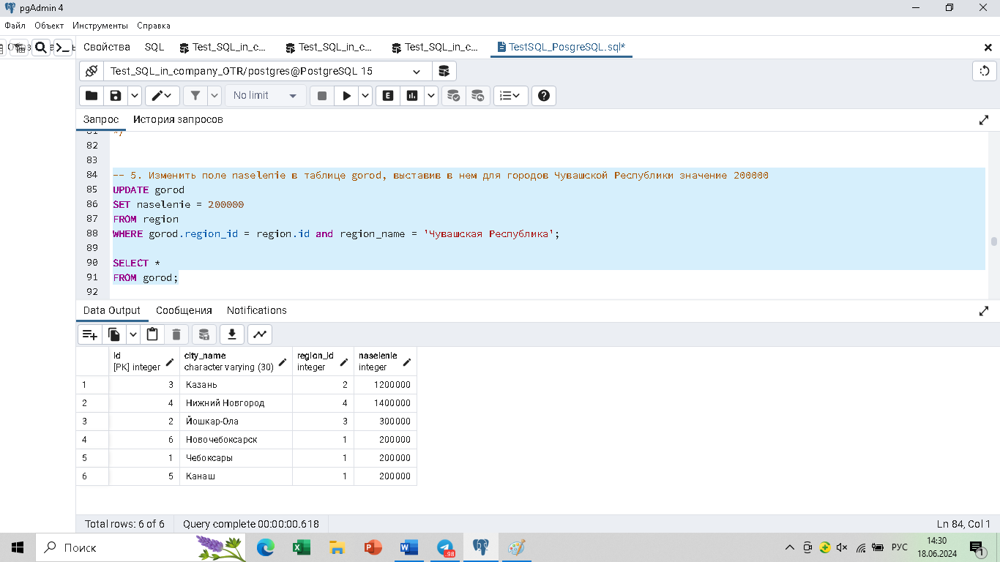 pgAdmin 4
Файл Объект Инструменты Справка
Свойства SQL Test_SQL_in_c... Test_SQL_in_c... Test_SQL_in_c... TestSQL_PosgreSQL.sql*
Test_SQL_in_company_OTR/postgres@PostgreSQL 15
No limit E
Запрос История запросов
81 */
82
83
84 -- 5. Изменить поле naselenie в таблице gorod, выставив в нем для городов Чувашской Республики значение 200000
85 UPDATE gorod
86 SET naselenie = 200000
87 FROM region
88 WHERE gorod.region_id = region.id and region_name = 'Чувашская Республика';
89
90 SELECT *
91 FROM gorod;
92
Data Output Сообщения Notifications
id city_name region_id naselenie
[PK] integer character varying (30) integer integer
1 3 Казань 2 1200000
2 4 Нижний Новгород 4 1400000
3 2 Йошкар-Ола 3 300000
4 6 Новочебоксарск 1 200000
5 1 Чебоксары 1 200000
6 5 Канаш 1 200000
Total rows: 6 of 6 Query complete 00:00:00.618 Ln 84, Col 1
Поиск 98 РУС 14:30
18.06.2024 1